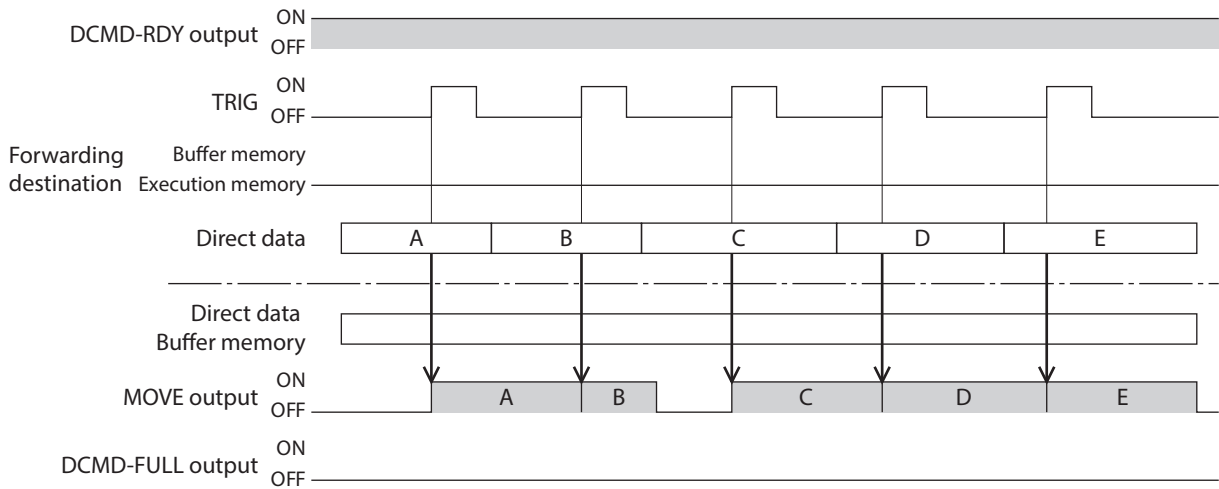 ON
DCMD-RDY output
OFF
ON
TRIG
OFF
Forwarding destination
Buffer memory
Execution memory
Direct data
A B C D E
Direct data
Buffer memory
ON
MOVE output
OFF
A B C D E
ON
DCMD-FULL output
OFF